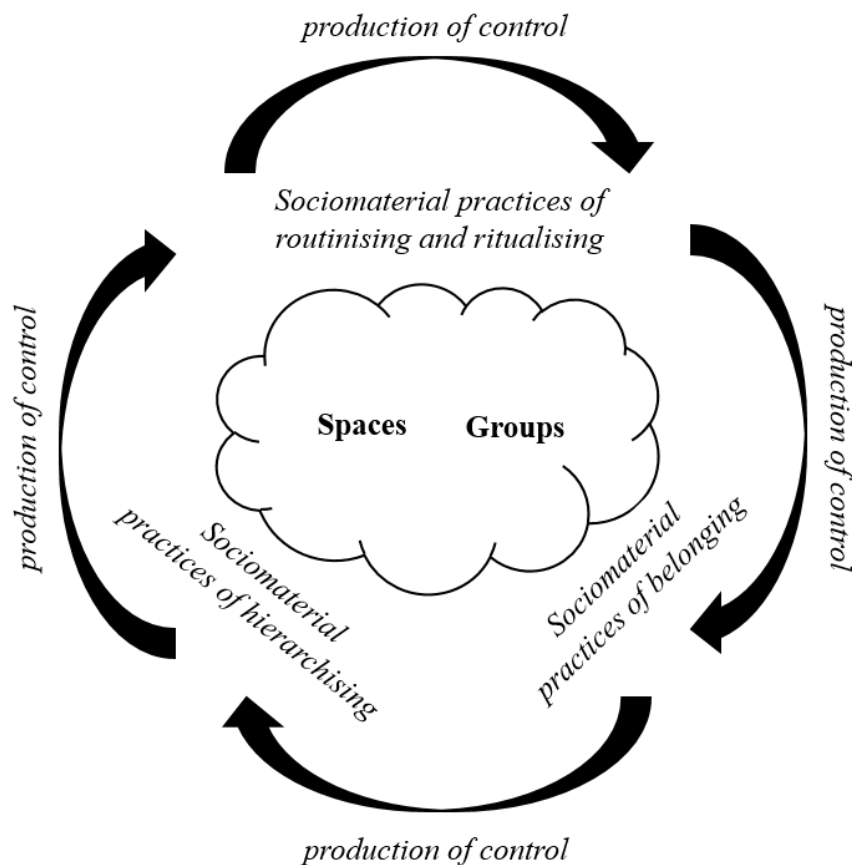 production of control
Sociomaterial practices of
routinising and ritualising
production of control
production of control
Spaces Groups
Sociomaterial
practices of hierarchising
Sociomaterial
practices of belonging
production of control